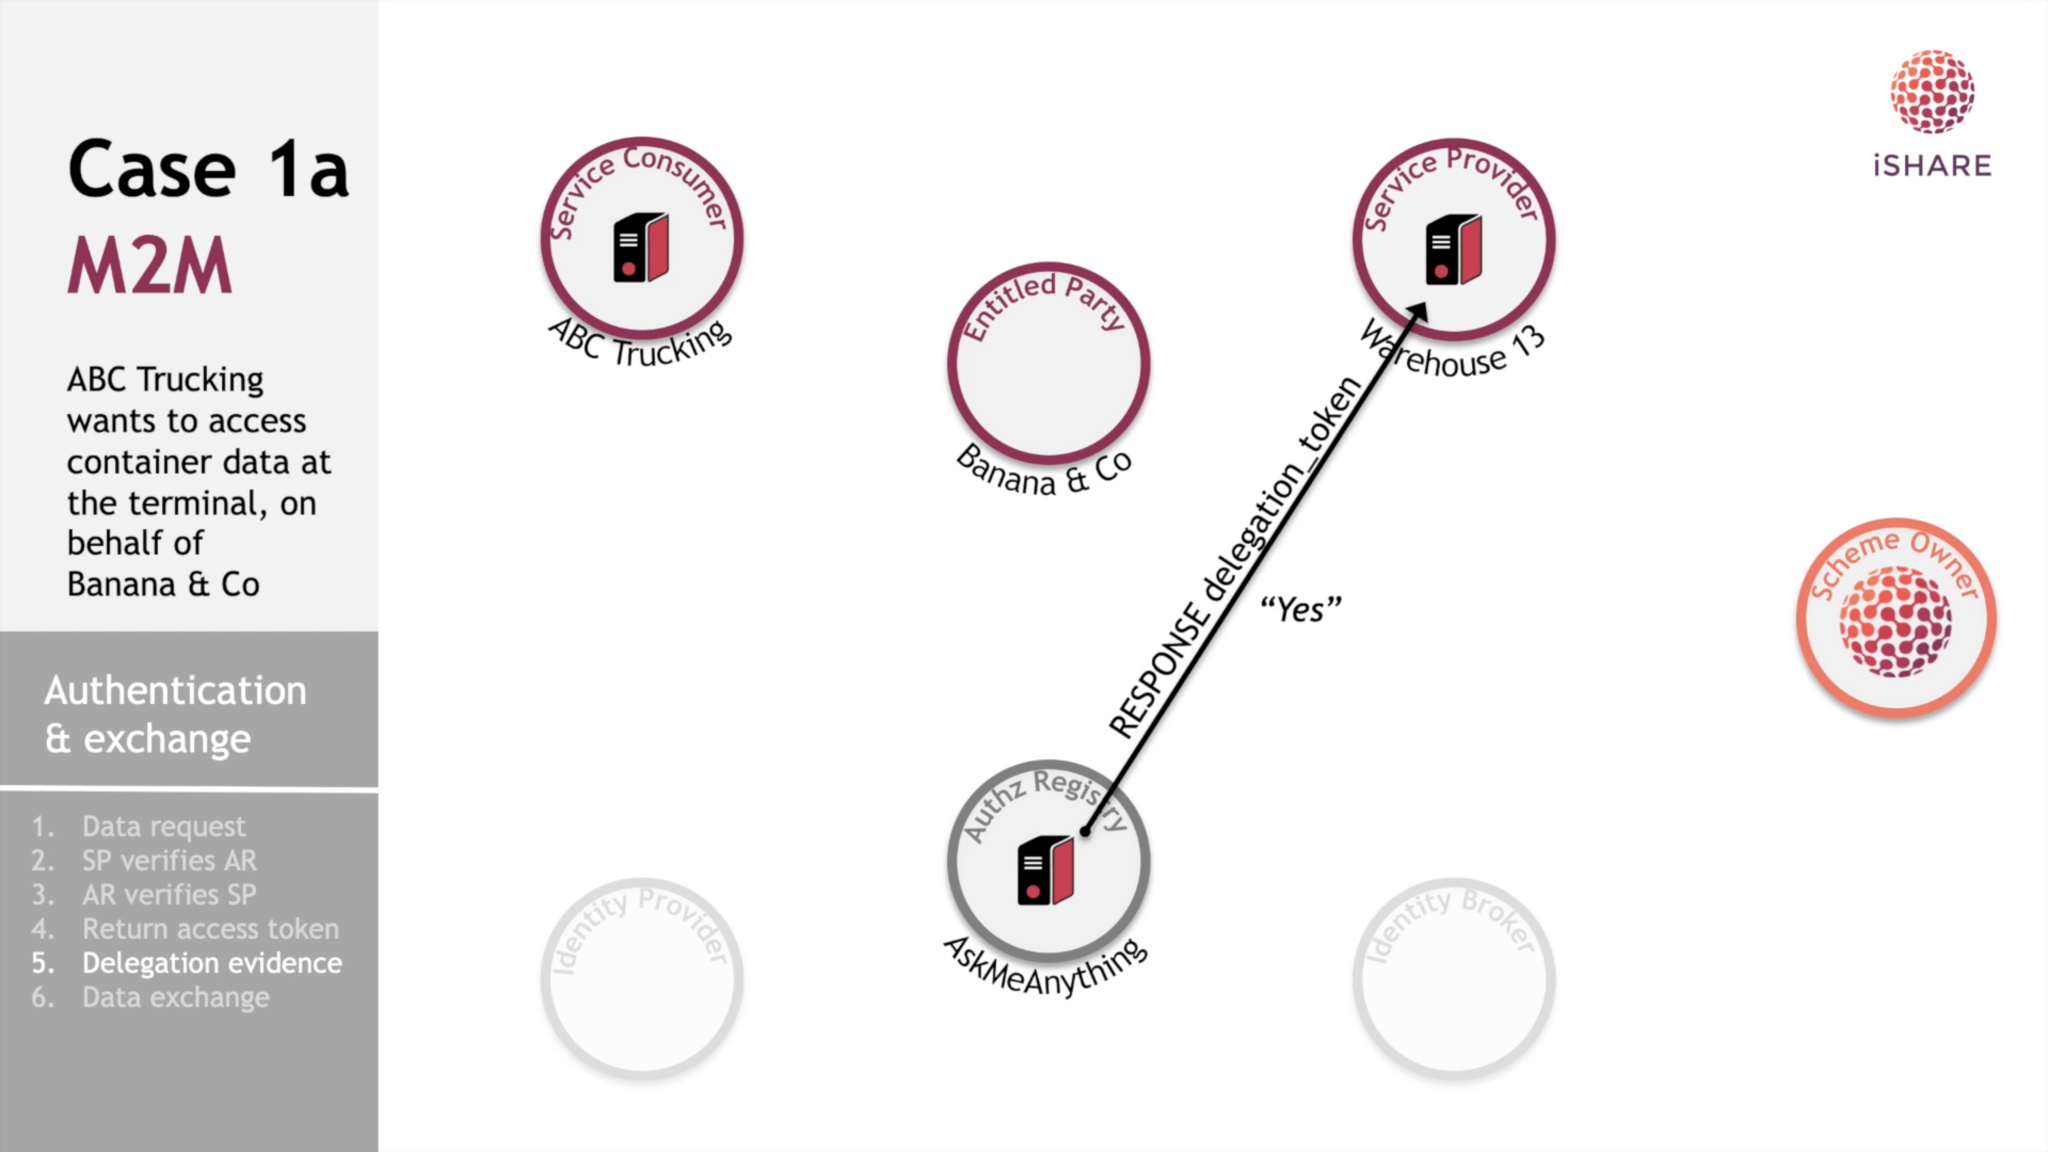 Case 1a
M2M
ABC Trucking
wants to access
container data at
the terminal, on
behalf of
Banana & Co
Authentication
& exchange
1. Data request
2. SP verifies AR
3. AR verifies SP
4. Return access token
5. Delegation evidence
6. Data exchange
Service Consumer
ABC Trucking
Entitled Party
Banana & Co
Service Provider
Warehouse 13
iSHARE
RESPONSE delegation_token
“Yes”
Scheme Owner
Authz Registry
AskMeAnything
Identity Provider
Identity Broker